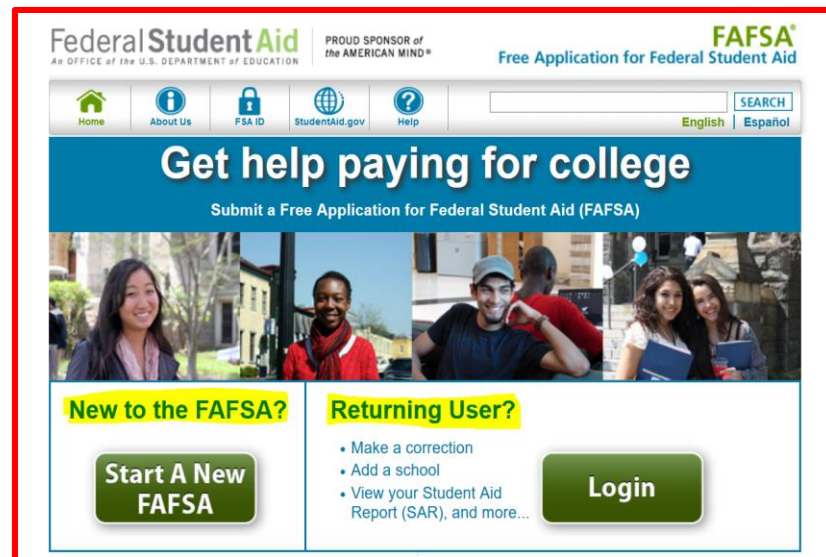 Federal Student Aid
An OFFICE of the U.S. DEPARTMENT of EDUCATION
PROUD SPONSOR of
the AMERICAN MIND®
FAFSA®
Free Application for Federal Student Aid
Home
About Us
FSA ID
StudentAid.gov
Help
SEARCH
English | Español
Get help paying for college
Submit a Free Application for Federal Student Aid (FAFSA)
New to the FAFSA?
Start A New
FAFSA
Returning User?
• Make a correction
• Add a school
• View your Student Aid
Report (SAR), and more...
Login